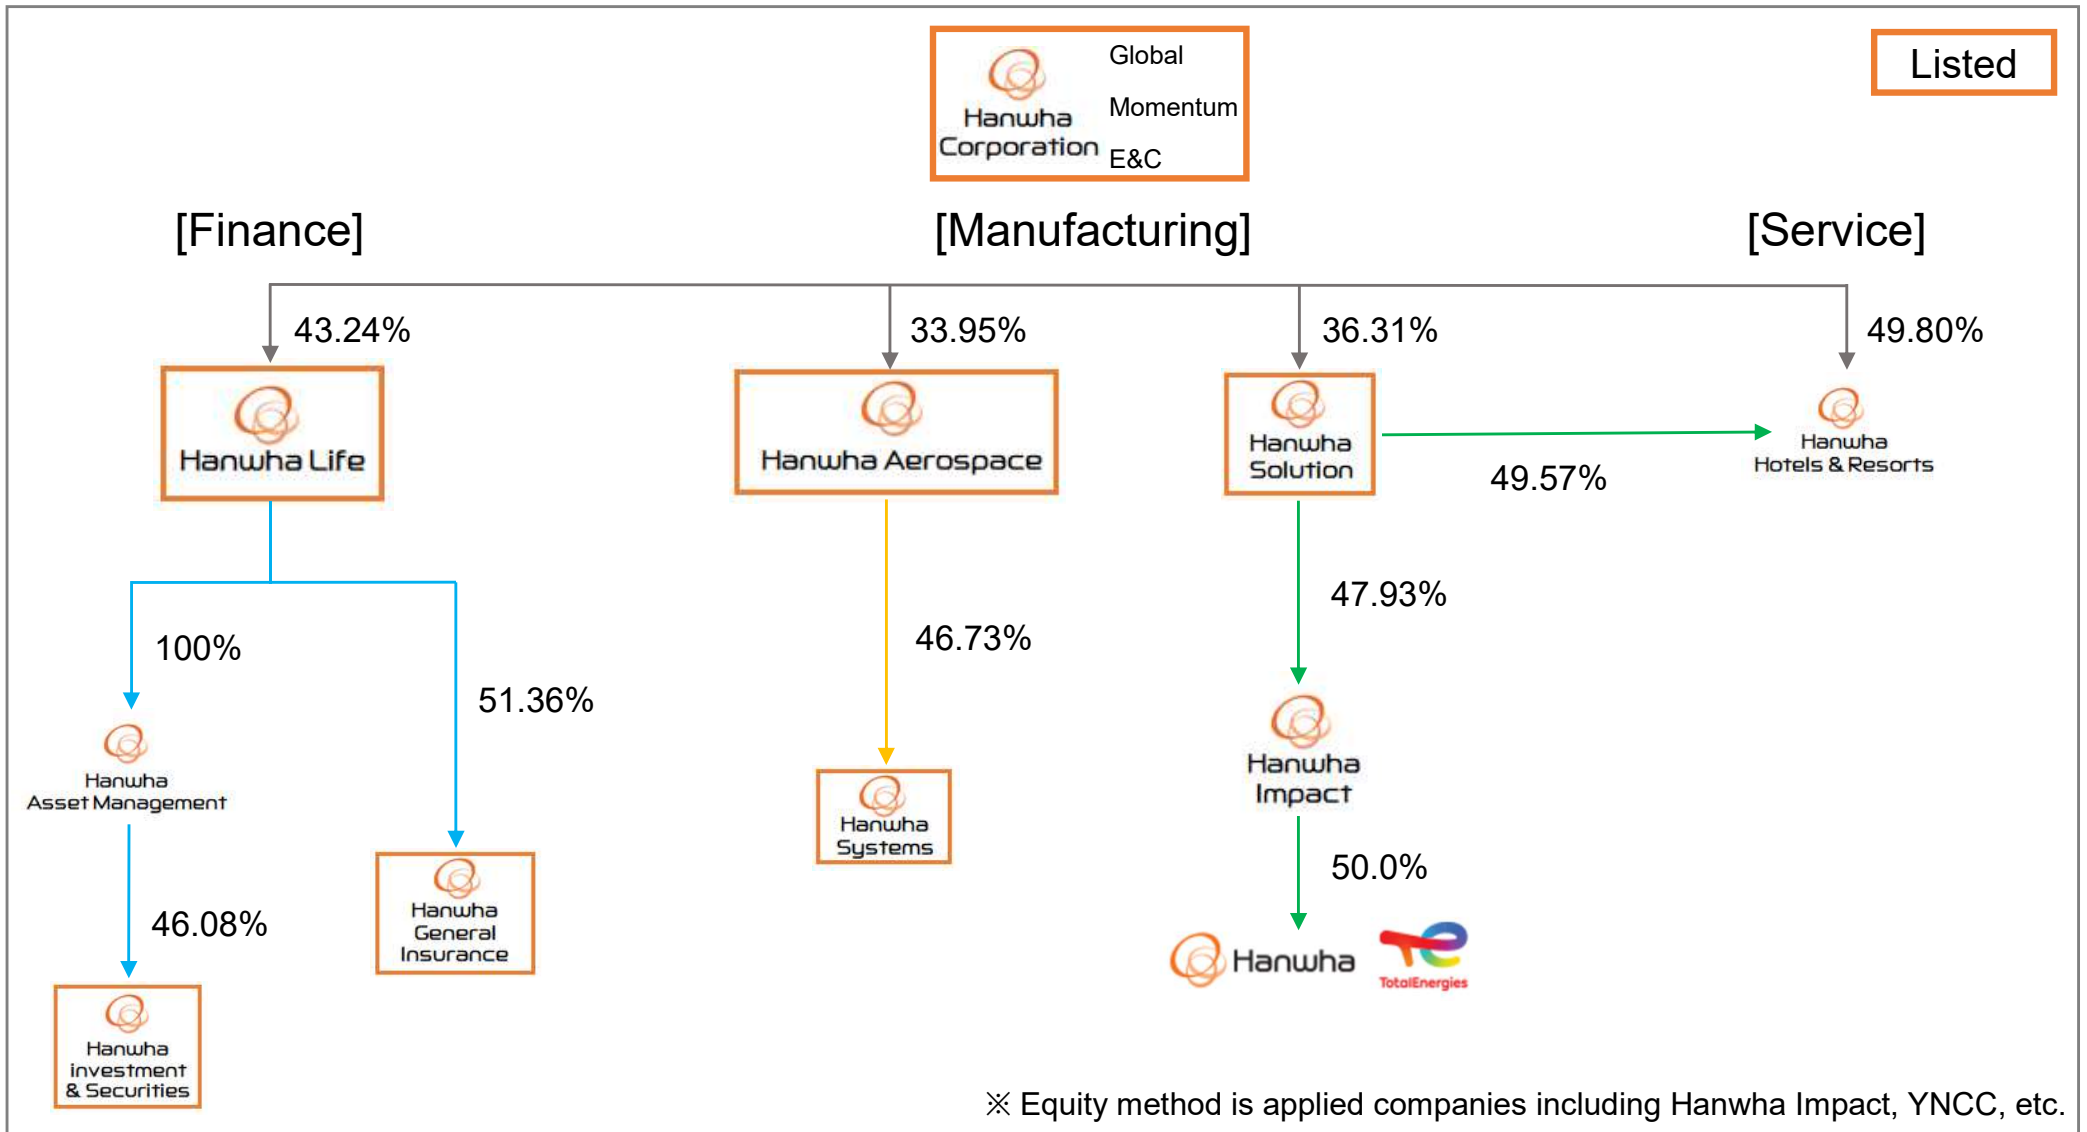 Hanwha
Corporation
Global
Momentum
E&C
Listed
[Finance]
[Manufacturing]
[Service]
43.24%
33.95%
36.31%
49.80%
Hanwha Life
Hanwha Aerospace
Hanwha
Solution
49.57%
Hanwha
Hotels & Resorts
100%
51.36%
46.73%
47.93%
Hanwha
Asset Management
Hanwha
Systems
Hanwha
Impact
46.08%
Hanwha
General
Insurance
50.0%
Hanwha
TotalEnergies
Hanwha
investment
& Securities
※ Equity method is applied companies including Hanwha Impact, YNCC, etc.